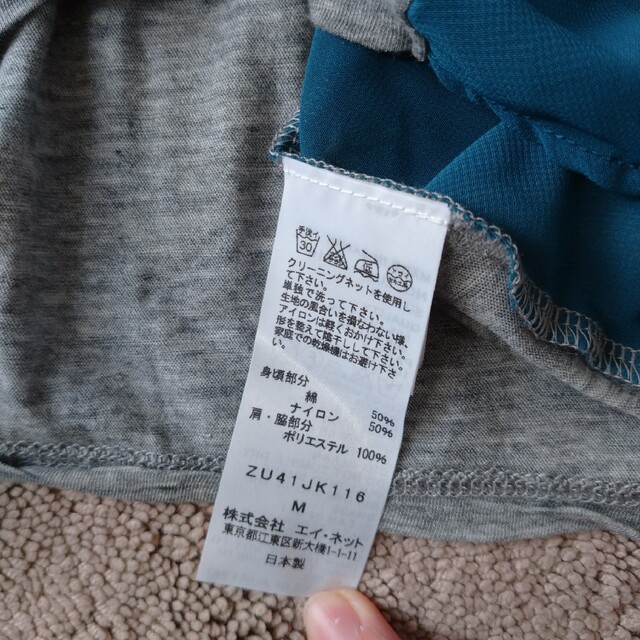 手洗イ
30
クリーニングネットを使用し
て下さい。
単独で洗って下さい。
生地の風合いを損なわない様、
アイロンは軽くおかけ下さい。
形を整えて陰干しして下さい。
家庭での乾燥機はお避け下さい。
身頃部分
綿 50%
ナイロン 50%
肩・脇部分
ポリエステル 100%
ZU41JK116
M
株式会社 エイ・ネット
東京都江東区新大橋1-1-11
日本製